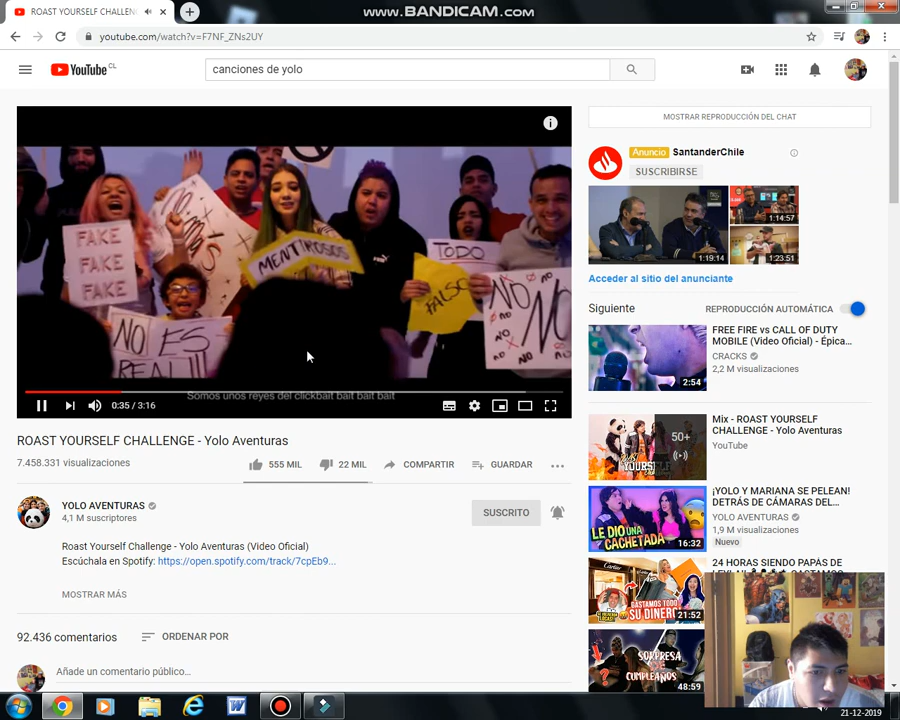 ROAST YOURSELF CHALLEN
www.BANDICAM.com
youtube.com/watch?v=F7NF_ZNs2UY
YouTube CL
canciones de yolo
FAKE
FAKE
FAKE
MENTIROSOS
TODO
FALSO
NO ES
REAL!!!
NO
NO
NO
Somos unos reyes del clickbait bait bait bait
0:35 / 3:16
ROAST YOURSELF CHALLENGE - Yolo Aventuras
7.458.331 visualizaciones
555 MIL
22 MIL
COMPARTIR
GUARDAR
YOLO AVENTURAS
4,1 M suscriptores
SUSCRITO
Roast Yourself Challenge - Yolo Aventuras (Video Oficial)
Escúchala en Spotify: https://open.spotify.com/track/7cpEb9...
MOSTRAR MÁS
92.436 comentarios
ORDENAR POR
Añade un comentario público...
MOSTRAR REPRODUCCIÓN DEL CHAT
Anuncio SantanderChile
SUSCRIBIRSE
1:19:14
1:14:57
1:23:51
Acceder al sitio del anunciante
Siguiente
REPRODUCCIÓN AUTOMÁTICA
FREE FIRE vs CALL OF DUTY
MOBILE (Video Oficial) - Épica...
CRACKS
2,2 M visualizaciones
2:54
Mix - ROAST YOURSELF
CHALLENGE - Yolo Aventuras
YouTube
50+
¡YOLO Y MARIANA SE PELEAN!
DETRÁS DE CÁMARAS DEL...
YOLO AVENTURAS
1,9 M visualizaciones
Nuevo
LE DIO UNA
CACHETADA
16:32
24 HORAS SIENDO PAPÁS DE
Cartier
GASTAMOS TODO
SU DINERO
21:52
SORPRESA
DE
CUMPLEAÑOS
48:59
21-12-2019